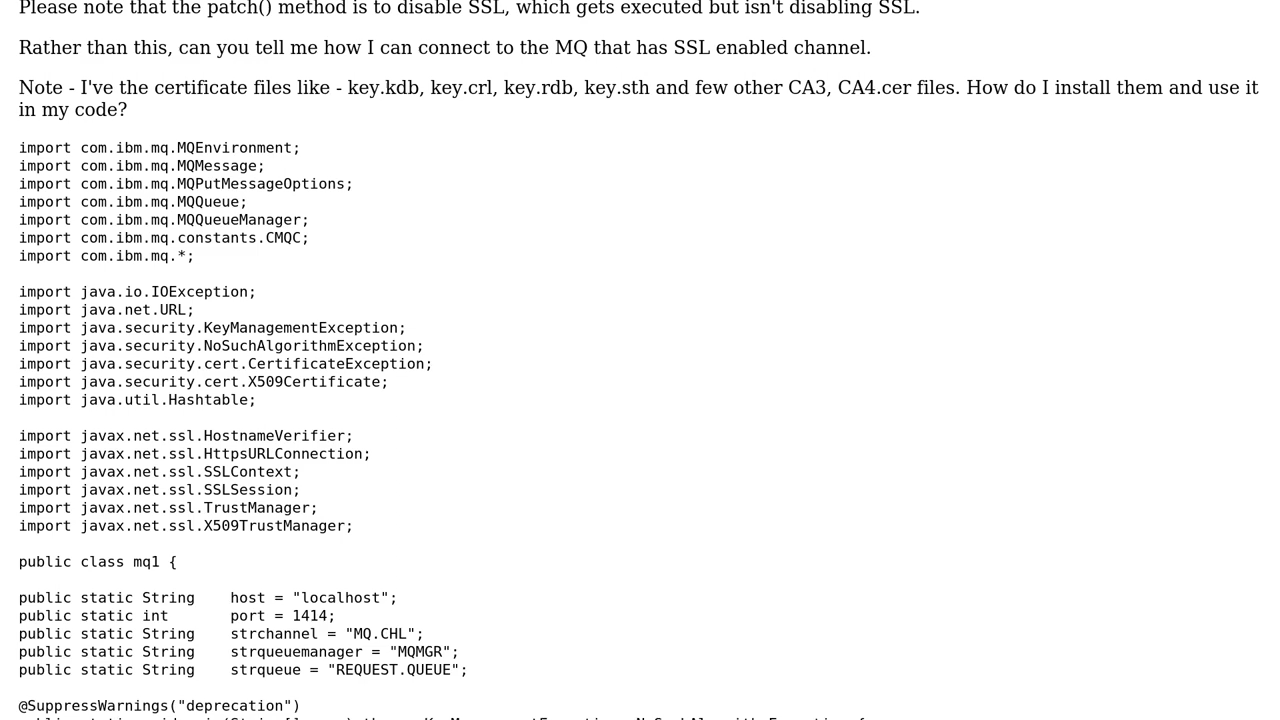 Please note that the patch() method is to disable SSL, which gets executed but isn't disabling SSL.
Rather than this, can you tell me how I can connect to the MQ that has SSL enabled channel.
Note - I've the certificate files like - key.kdb, key.crl, key.rdb, key.sth and few other CA3, CA4.cer files. How do I install them and use it
in my code?
import com.ibm.mq.MQEnvironment;
import com.ibm.mq.MQMessage;
import com.ibm.mq.MQPutMessageOptions;
import com.ibm.mq.MQQueue;
import com.ibm.mq.MQQueueManager;
import com.ibm.mq.constants.CMQC;
import com.ibm.mq.*;
import java.io.IOException;
import java.net.URL;
import java.security.KeyManagementException;
import java.security.NoSuchAlgorithmException;
import java.security.cert.CertificateException;
import java.security.cert.X509Certificate;
import java.util.Hashtable;
import javax.net.ssl.HostnameVerifier;
import javax.net.ssl.HttpsURLConnection;
import javax.net.ssl.SSLContext;
import javax.net.ssl.SSLSession;
import javax.net.ssl.TrustManager;
import javax.net.ssl.X509TrustManager;
public class mq1 {
public static String    host = "localhost";
public static int       port = 1414;
public static String    strchannel = "MQ.CHL";
public static String    strqueuemanager = "MQMGR";
public static String    strqueue = "REQUEST.QUEUE";
@SuppressWarnings("deprecation")